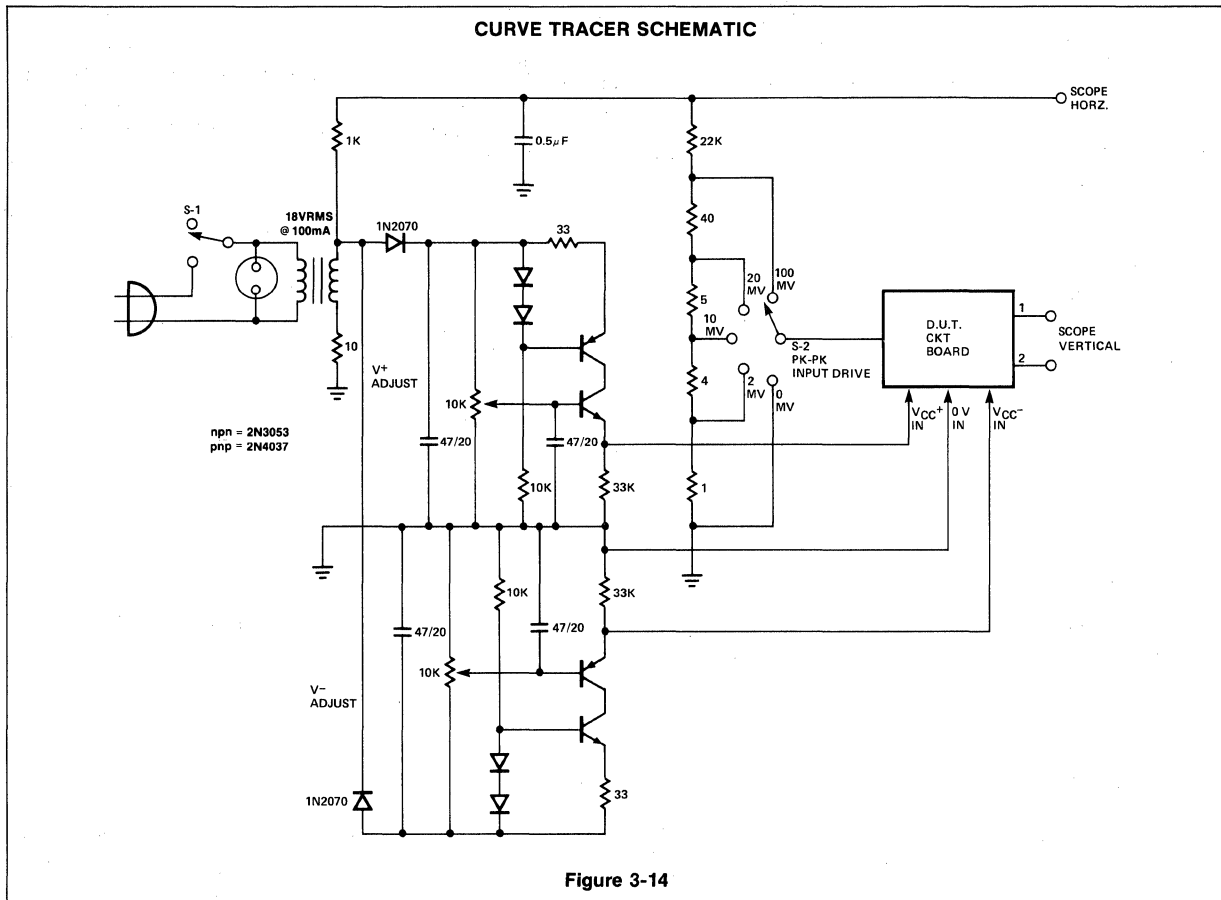 CURVE TRACER SCHEMATIC
SCOPE
HORZ.
1K
0.5μF
22K
S-1
18VRMS
@ 100mA
1N2070
33
40
20
MV
100
MV
5
10
MV
S-2
PK-PK
INPUT DRIVE
D.U.T.
CKT
BOARD
1
2
SCOPE
VERTICAL
10
V+
ADJUST
10K
4
2
MV
0
MV
VCC+
IN
0 V
IN
VCC-
IN
npn = 2N3053
pnp = 2N4037
47/20
10K
47/20
33K
1
10K
33K
47/20
47/20
10K
V-
ADJUST
1N2070
33
Figure 3-14